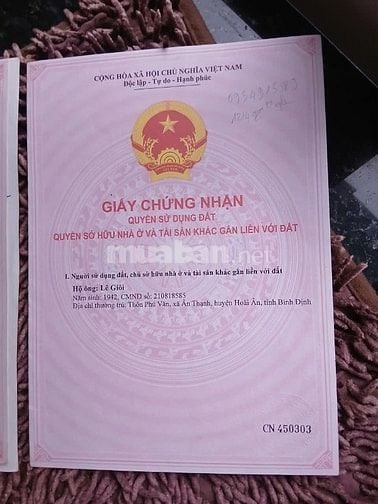 CỘNG HÒA XÃ HỘI CHỦ NGHĨA VIỆT NAM
Độc lập - Tự do - Hạnh phúc
GIẤY CHỨNG NHẬN
QUYỀN SỬ DỤNG ĐẤT
QUYỀN SỞ HỮU NHÀ Ở VÀ TÀI SẢN KHÁC GẮN LIỀN VỚI ĐẤT
muaban.net
I. Người sử dụng đất, chủ sở hữu nhà ở và tài sản khác gắn liền với đất
Hộ ông: Lê Giỏi
Năm sinh: 1942, CMND số: 210818585
Địa chỉ thường trú: Thôn Phú Văn, xã Ân Thạnh, huyện Hoài Ân, tỉnh Bình Định
CN 450303